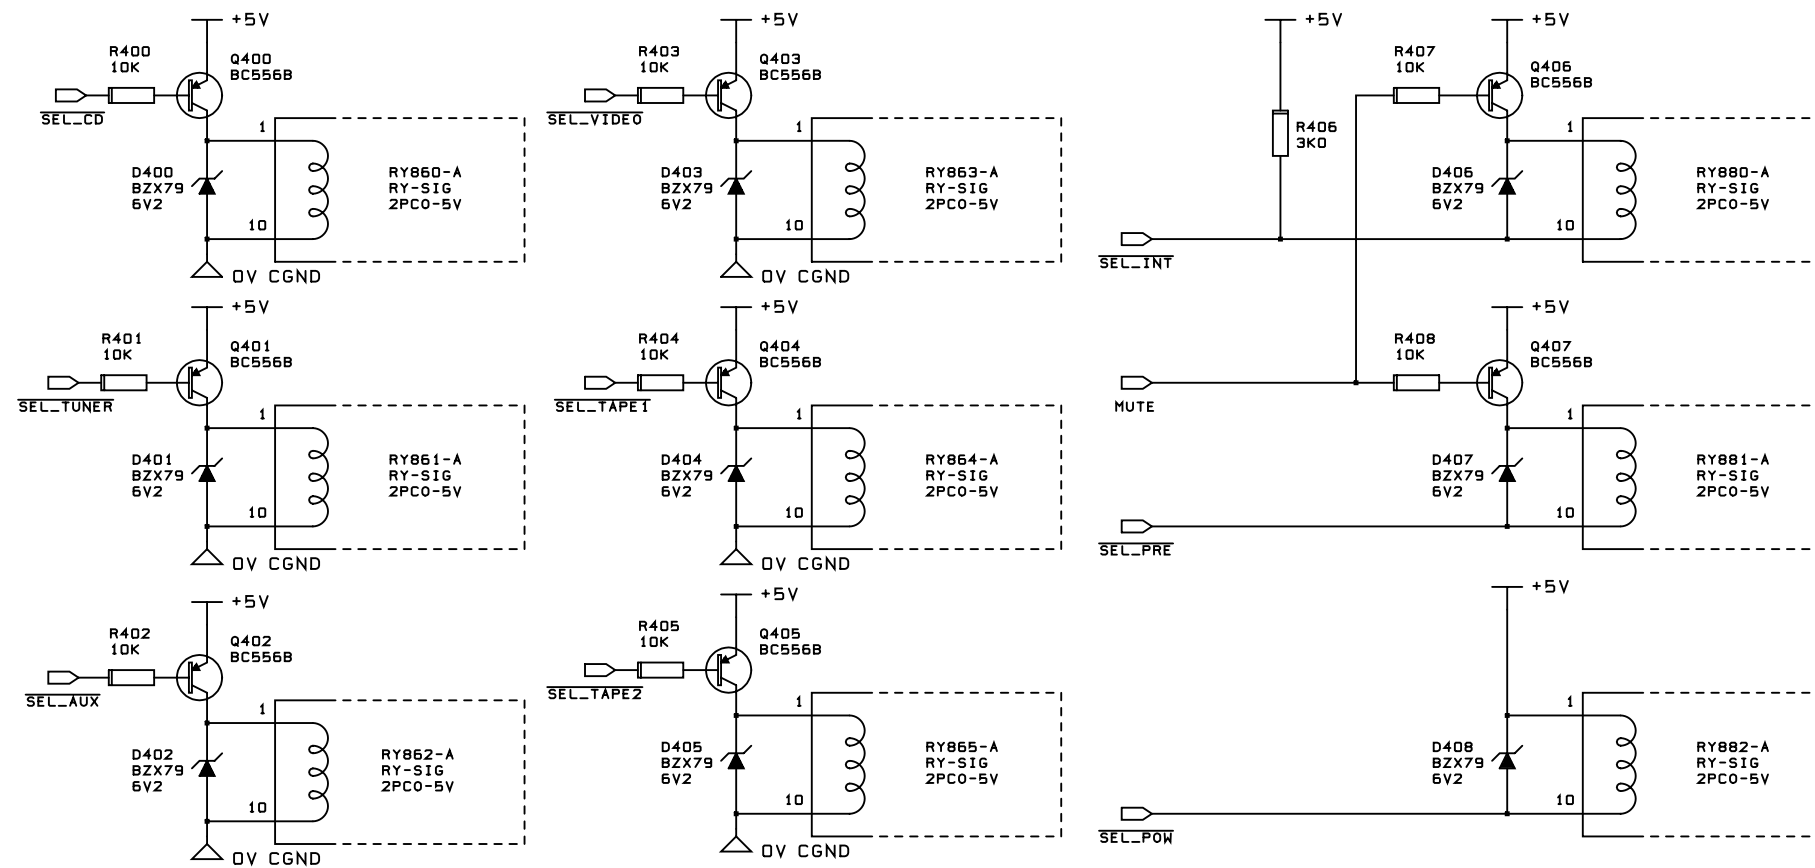 +5V
R400
10K
Q400
BC556B
SEL_CD
1
D400
BZX79
6V2
RY860-A
RY-SIG
2PCO-5V
10
0V CGND
+5V
R403
10K
Q403
BC556B
SEL_VIDEO
1
D403
BZX79
6V2
RY863-A
RY-SIG
2PCO-5V
10
0V CGND
+5V
R406
3K0
+5V
R407
10K
Q406
BC556B
1
D406
BZX79
6V2
RY880-A
RY-SIG
2PCO-5V
10
SEL_INT
+5V
R401
10K
Q401
BC556B
SEL_TUNER
1
D401
BZX79
6V2
RY861-A
RY-SIG
2PCO-5V
10
0V CGND
+5V
R404
10K
Q404
BC556B
SEL_TAPE1
1
D404
BZX79
6V2
RY864-A
RY-SIG
2PCO-5V
10
0V CGND
+5V
R408
10K
Q407
BC556B
MUTE
1
D407
BZX79
6V2
RY881-A
RY-SIG
2PCO-5V
10
SEL_PRE
+5V
R402
10K
Q402
BC556B
SEL_AUX
1
D402
BZX79
6V2
RY862-A
RY-SIG
2PCO-5V
10
0V CGND
+5V
R405
10K
Q405
BC556B
SEL_TAPE2
1
D405
BZX79
6V2
RY865-A
RY-SIG
2PCO-5V
10
0V CGND
+5V
1
D408
BZX79
6V2
RY882-A
RY-SIG
2PCO-5V
10
SEL_POW